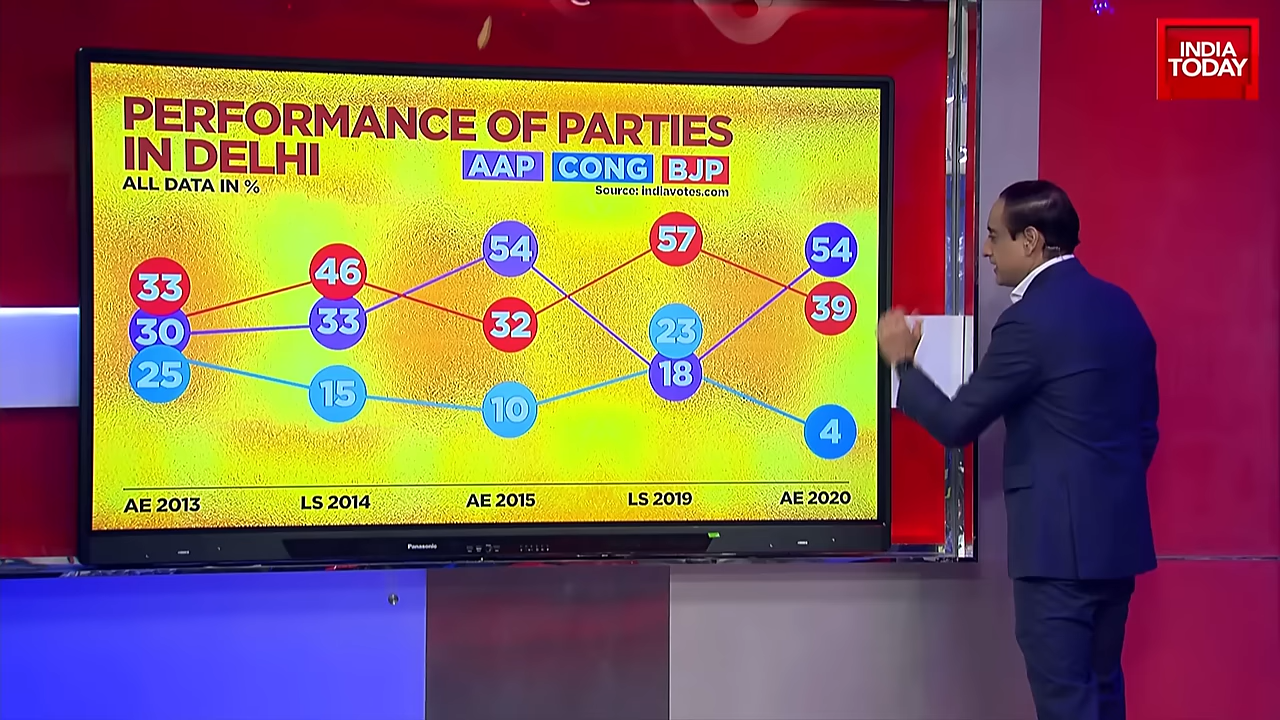 INDIA
TODAY
PERFORMANCE OF PARTIES
IN DELHI
AAP CONG BJP
ALL DATA IN %
Source: indiavotes.com
33 46 54 57 54
30 33 32 23 39
25 15 10 18 4
AE 2013 LS 2014 AE 2015 LS 2019 AE 2020
Panasonic